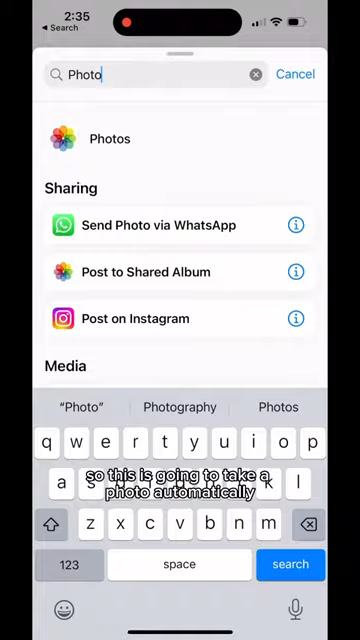 2:35
Search
Photo
Cancel
Photos
Sharing
Send Photo via WhatsApp
Post to Shared Album
Post on Instagram
Media
“Photo”
Photography
Photos
q w e r t y u i o p
so this is going to take a
photo automatically
a s k l
z x c v b n m
123
space
search